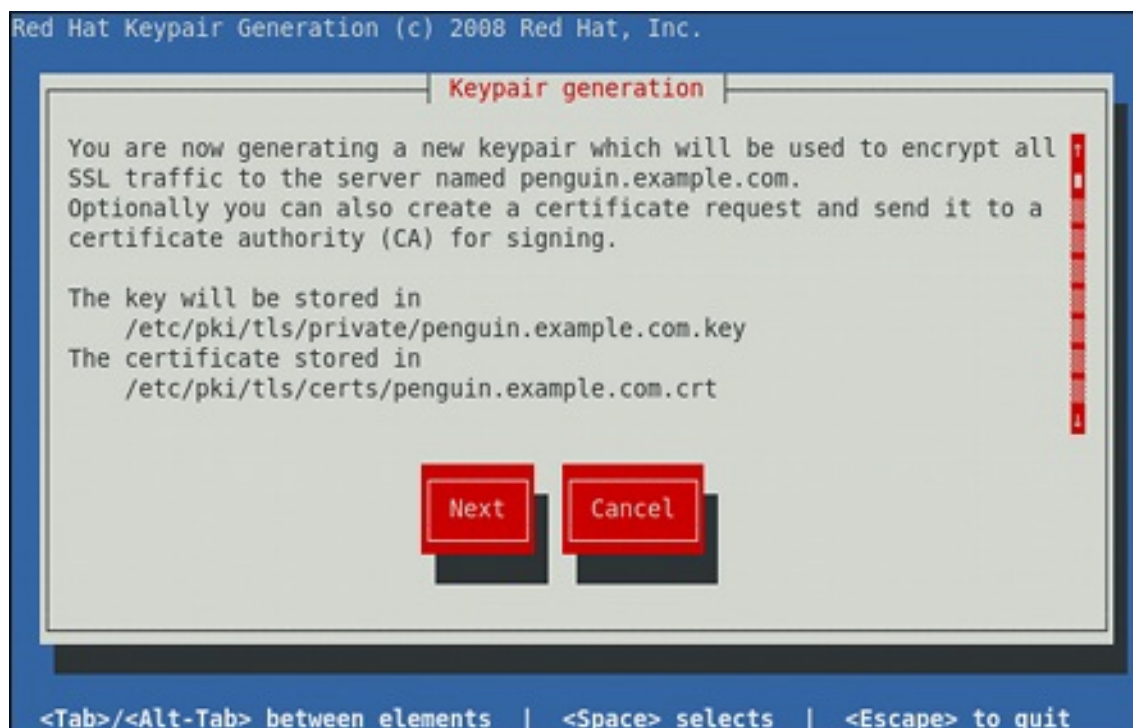 Red Hat Keypair Generation (c) 2008 Red Hat, Inc.
Keypair generation
You are now generating a new keypair which will be used to encrypt all
SSL traffic to the server named penguin.example.com.
Optionally you can also create a certificate request and send it to a
certificate authority (CA) for signing.
The key will be stored in
/etc/pki/tls/private/penguin.example.com.key
The certificate stored in
/etc/pki/tls/certs/penguin.example.com.crt
Next Cancel
<Tab>/<Alt-Tab> between elements | <Space> selects | <Escape> to quit